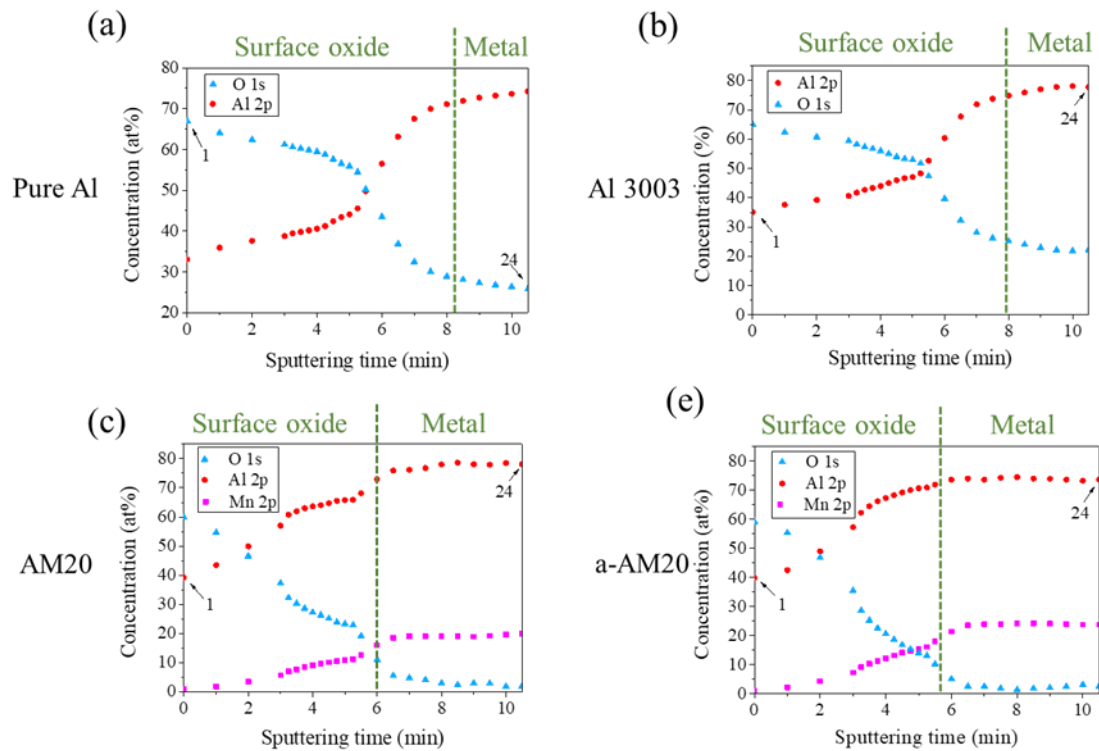 (a)
Surface oxide Metal
O 1s
Al 2p
80
70
60
50
40
30
20
0 2 4 6 8 10
1
24
Concentration (at%)
Sputtering time (min)
Pure Al
(b)
Surface oxide Metal
Al 2p
O 1s
80
70
60
50
40
30
20
10
0
0 2 4 6 8 10
1
24
Concentration (%)
Sputtering time (min)
Al 3003
(c)
Surface oxide Metal
O 1s
Al 2p
Mn 2p
80
70
60
50
40
30
20
10
0
0 2 4 6 8 10
1
24
Concentration (at%)
Sputtering time (min)
AM20
(e)
Surface oxide Metal
O 1s
Al 2p
Mn 2p
80
70
60
50
40
30
20
10
0
0 2 4 6 8 10
1
24
Concentration (at%)
Sputtering time (min)
a-AM20